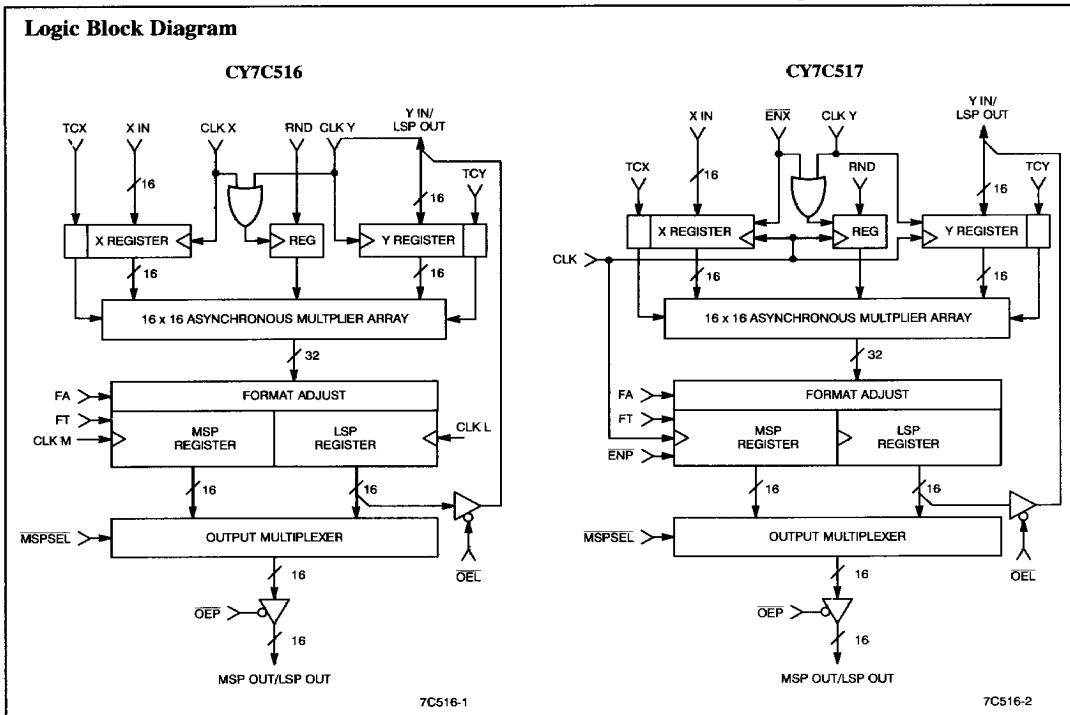 Logic Block Diagram
CY7C516
TCX
X IN
CLK X
RND
CLK Y
Y IN/
LSP OUT
TCY
16
16
X REGISTER
REG
Y REGISTER
16
16
16 x 16 ASYNCHRONOUS MULTPLIER ARRAY
32
FA
FORMAT ADJUST
FT
CLK M
MSP
REGISTER
LSP
REGISTER
CLK L
16
16
MSPSEL
OUTPUT MULTIPLEXER
OEL
16
OEP
16
MSP OUT/LSP OUT
7C516-1
CY7C517
X IN
ENX
CLK Y
Y IN/
LSP OUT
TCX
16
RND
16
TCY
X REGISTER
REG
Y REGISTER
CLK
16
16
16 x 16 ASYNCHRONOUS MULTPLIER ARRAY
32
FA
FORMAT ADJUST
FT
ENP
MSP
REGISTER
LSP
REGISTER
16
16
MSPSEL
OUTPUT MULTIPLEXER
OEL
16
OEP
16
MSP OUT/LSP OUT
7C516-2